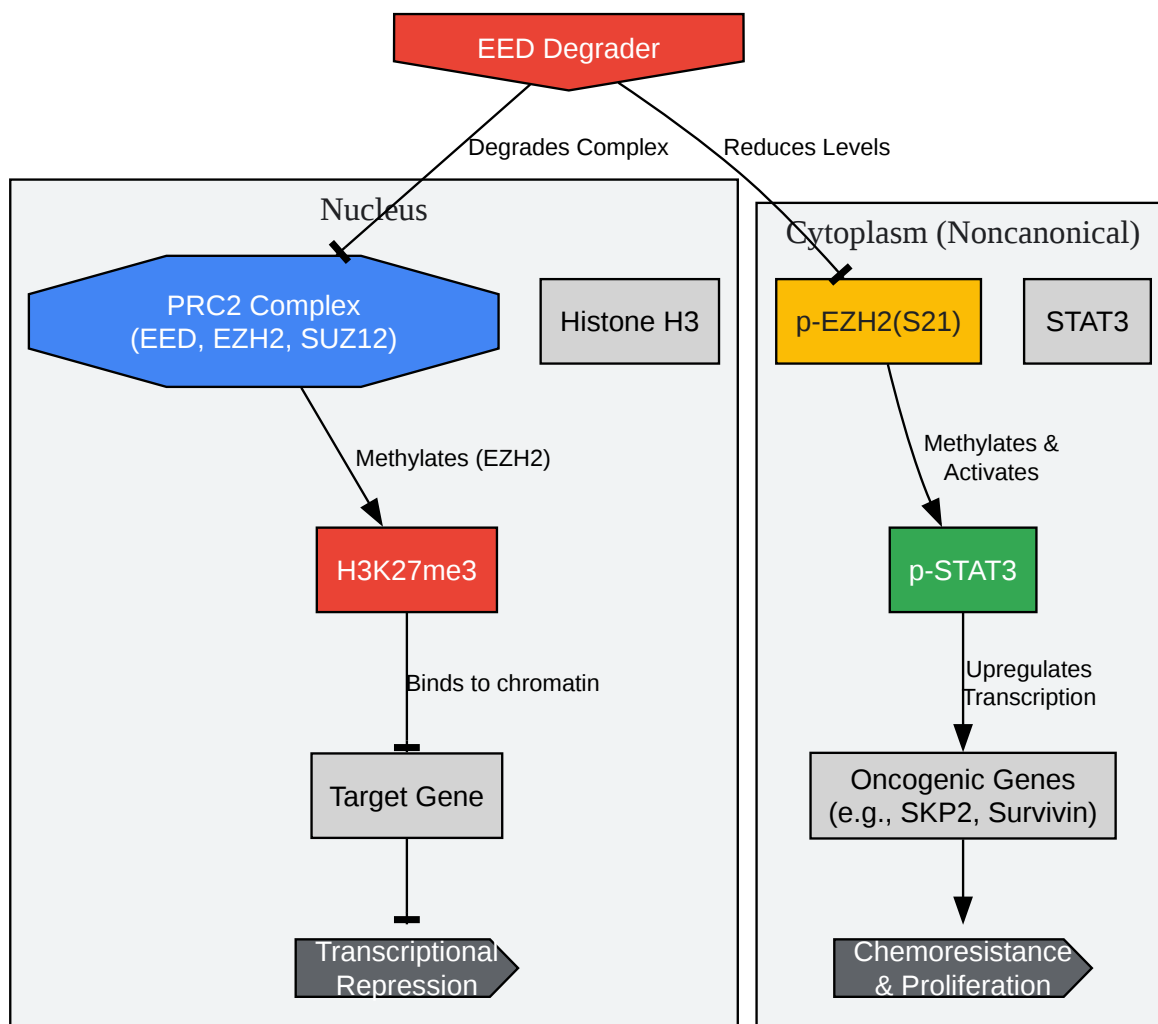 EED Degrader
Degrades Complex
Reduces Levels
Nucleus
PRC2 Complex
(EED, EZH2, SUZ12)
Histone H3
Methylates (EZH2)
H3K27me3
Binds to chromatin
Target Gene
Transcriptional
Repression
Cytoplasm (Noncanonical)
p-EZH2(S21)
STAT3
Methylates &
Activates
p-STAT3
Upregulates
Transcription
Oncogenic Genes
(e.g., SKP2, Survivin)
Chemoresistance
& Proliferation